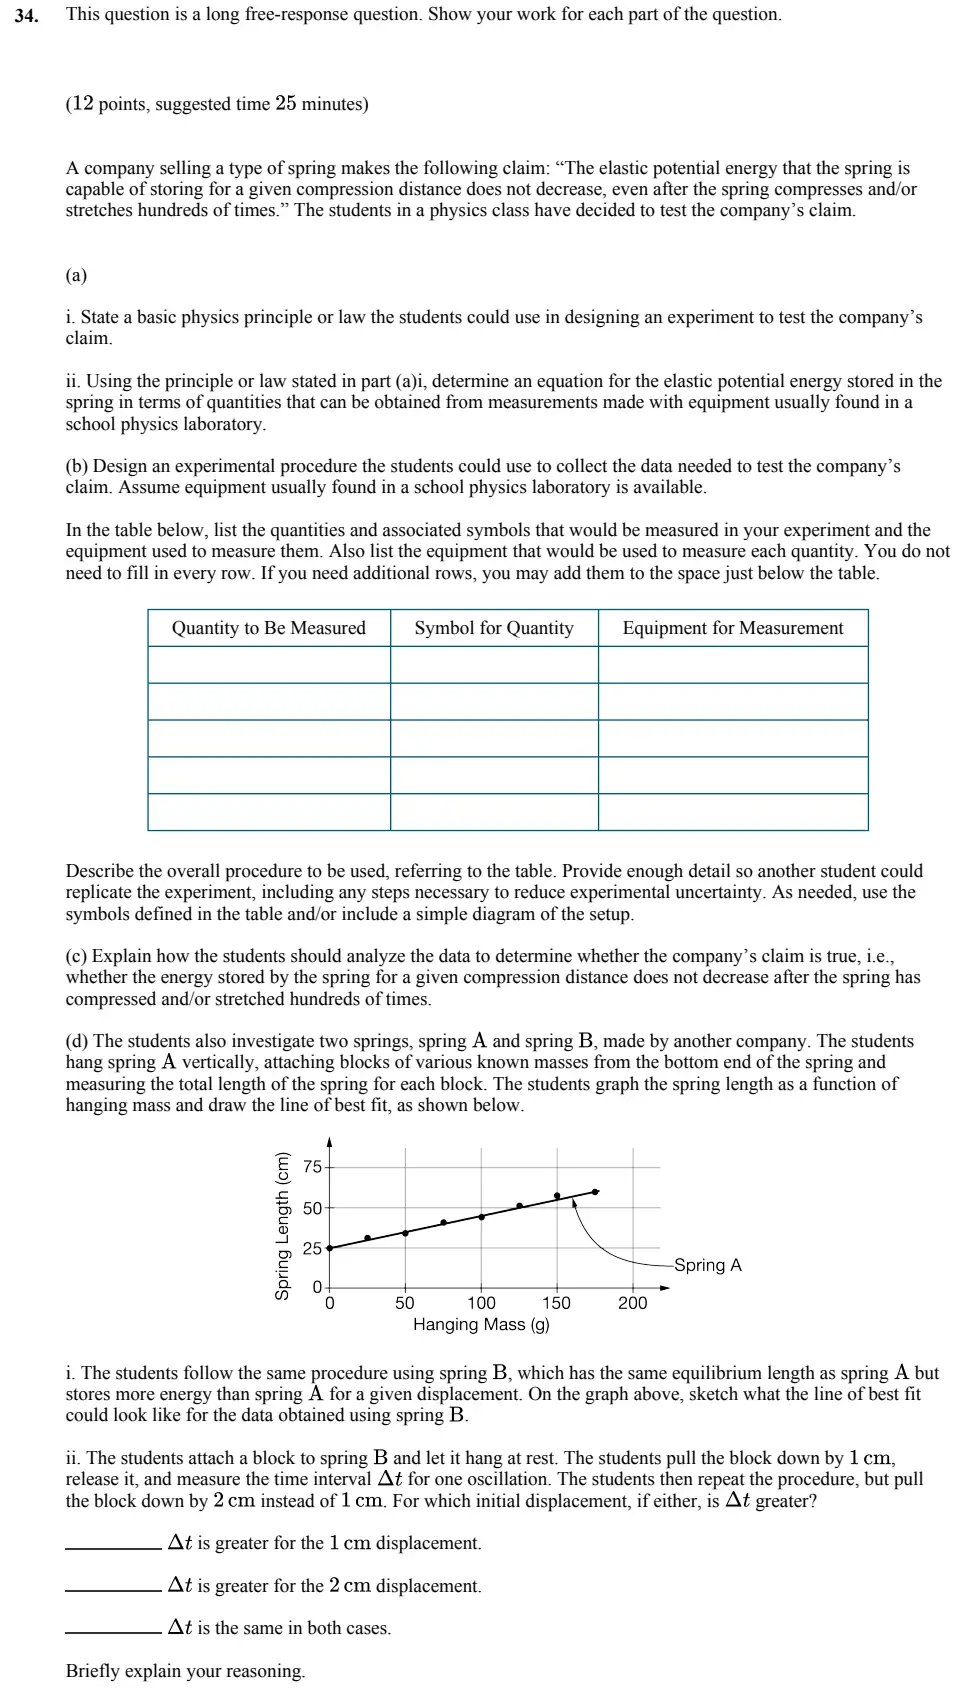 34. This question is a long free-response question. Show your work for each part of the question.
(12 points, suggested time 25 minutes)
A company selling a type of spring makes the following claim: “The elastic potential energy that the spring is
capable of storing for a given compression distance does not decrease, even after the spring compresses and/or
stretches hundreds of times.” The students in a physics class have decided to test the company’s claim.
(a)
i. State a basic physics principle or law the students could use in designing an experiment to test the company’s
claim.
ii. Using the principle or law stated in part (a)i, determine an equation for the elastic potential energy stored in the
spring in terms of quantities that can be obtained from measurements made with equipment usually found in a
school physics laboratory.
(b) Design an experimental procedure the students could use to collect the data needed to test the company’s
claim. Assume equipment usually found in a school physics laboratory is available.
In the table below, list the quantities and associated symbols that would be measured in your experiment and the
equipment used to measure them. Also list the equipment that would be used to measure each quantity. You do not
need to fill in every row. If you need additional rows, you may add them to the space just below the table.
Quantity to Be Measured Symbol for Quantity Equipment for Measurement
Describe the overall procedure to be used, referring to the table. Provide enough detail so another student could
replicate the experiment, including any steps necessary to reduce experimental uncertainty. As needed, use the
symbols defined in the table and/or include a simple diagram of the setup.
(c) Explain how the students should analyze the data to determine whether the company’s claim is true, i.e.,
whether the energy stored by the spring for a given compression distance does not decrease after the spring has
compressed and/or stretched hundreds of times.
(d) The students also investigate two springs, spring A and spring B, made by another company. The students
hang spring A vertically, attaching blocks of various known masses from the bottom end of the spring and
measuring the total length of the spring for each block. The students graph the spring length as a function of
hanging mass and draw the line of best fit, as shown below.
Spring Length (cm)
75
50
25
0
Spring A
0 50 100 150 200
Hanging Mass (g)
i. The students follow the same procedure using spring B, which has the same equilibrium length as spring A but
stores more energy than spring A for a given displacement. On the graph above, sketch what the line of best fit
could look like for the data obtained using spring B.
ii. The students attach a block to spring B and let it hang at rest. The students pull the block down by 1 cm,
release it, and measure the time interval Δt for one oscillation. The students then repeat the procedure, but pull
the block down by 2 cm instead of 1 cm. For which initial displacement, if either, is Δt greater?
Δt is greater for the 1 cm displacement.
Δt is greater for the 2 cm displacement.
Δt is the same in both cases.
Briefly explain your reasoning.